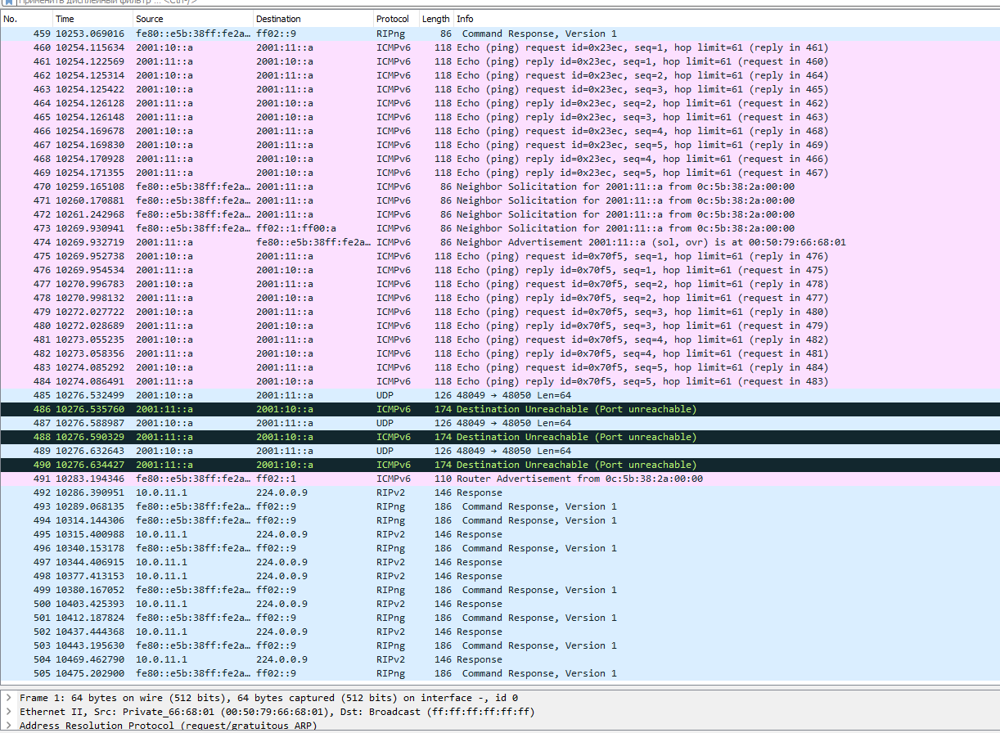 Применить дисплейный фильтр ... <Ctrl-/>
No. Time Source Destination Protocol Length Info
459 10253.069016 fe80::e5b:38ff:fe2a… ff02::9 RIPng 86 Command Response, Version 1
460 10254.115634 2001:10::a 2001:11::a ICMPv6 118 Echo (ping) request id=0x23ec, seq=1, hop limit=61 (reply in 461)
461 10254.122569 2001:11::a 2001:10::a ICMPv6 118 Echo (ping) reply id=0x23ec, seq=1, hop limit=61 (request in 460)
462 10254.125314 2001:10::a 2001:11::a ICMPv6 118 Echo (ping) request id=0x23ec, seq=2, hop limit=61 (reply in 464)
463 10254.125422 2001:10::a 2001:11::a ICMPv6 118 Echo (ping) request id=0x23ec, seq=3, hop limit=61 (reply in 465)
464 10254.126128 2001:11::a 2001:10::a ICMPv6 118 Echo (ping) reply id=0x23ec, seq=2, hop limit=61 (request in 462)
465 10254.126148 2001:11::a 2001:10::a ICMPv6 118 Echo (ping) reply id=0x23ec, seq=3, hop limit=61 (request in 463)
466 10254.169678 2001:10::a 2001:11::a ICMPv6 118 Echo (ping) request id=0x23ec, seq=4, hop limit=61 (reply in 468)
467 10254.169830 2001:10::a 2001:11::a ICMPv6 118 Echo (ping) request id=0x23ec, seq=5, hop limit=61 (reply in 469)
468 10254.170928 2001:11::a 2001:10::a ICMPv6 118 Echo (ping) reply id=0x23ec, seq=4, hop limit=61 (request in 466)
469 10254.171355 2001:11::a 2001:10::a ICMPv6 118 Echo (ping) reply id=0x23ec, seq=5, hop limit=61 (request in 467)
470 10259.165108 fe80::e5b:38ff:fe2a… 2001:11::a ICMPv6 86 Neighbor Solicitation for 2001:11::a from 0c:5b:38:2a:00:00
471 10260.170881 fe80::e5b:38ff:fe2a… 2001:11::a ICMPv6 86 Neighbor Solicitation for 2001:11::a from 0c:5b:38:2a:00:00
472 10261.242968 fe80::e5b:38ff:fe2a… 2001:11::a ICMPv6 86 Neighbor Solicitation for 2001:11::a from 0c:5b:38:2a:00:00
473 10269.930941 fe80::e5b:38ff:fe2a… ff02::1:ff00:a ICMPv6 86 Neighbor Solicitation for 2001:11::a from 0c:5b:38:2a:00:00
474 10269.932719 2001:11::a fe80::e5b:38ff:fe2a… ICMPv6 86 Neighbor Advertisement 2001:11::a (sol, ovr) is at 00:50:79:66:68:01
475 10269.952738 2001:10::a 2001:11::a ICMPv6 118 Echo (ping) request id=0x70f5, seq=1, hop limit=61 (reply in 476)
476 10269.954534 2001:11::a 2001:10::a ICMPv6 118 Echo (ping) reply id=0x70f5, seq=1, hop limit=61 (request in 475)
477 10270.996783 2001:10::a 2001:11::a ICMPv6 118 Echo (ping) request id=0x70f5, seq=2, hop limit=61 (reply in 478)
478 10270.998132 2001:11::a 2001:10::a ICMPv6 118 Echo (ping) reply id=0x70f5, seq=2, hop limit=61 (request in 477)
479 10272.027722 2001:10::a 2001:11::a ICMPv6 118 Echo (ping) request id=0x70f5, seq=3, hop limit=61 (reply in 480)
480 10272.028689 2001:11::a 2001:10::a ICMPv6 118 Echo (ping) reply id=0x70f5, seq=3, hop limit=61 (request in 479)
481 10273.055235 2001:10::a 2001:11::a ICMPv6 118 Echo (ping) request id=0x70f5, seq=4, hop limit=61 (reply in 482)
482 10273.058356 2001:11::a 2001:10::a ICMPv6 118 Echo (ping) reply id=0x70f5, seq=4, hop limit=61 (request in 481)
483 10274.085292 2001:10::a 2001:11::a ICMPv6 118 Echo (ping) request id=0x70f5, seq=5, hop limit=61 (reply in 484)
484 10274.086491 2001:11::a 2001:10::a ICMPv6 118 Echo (ping) reply id=0x70f5, seq=5, hop limit=61 (request in 483)
485 10276.532499 2001:10::a 2001:11::a UDP 126 48049 → 48050 Len=64
486 10276.535760 2001:11::a 2001:10::a ICMPv6 174 Destination Unreachable (Port unreachable)
487 10276.588987 2001:10::a 2001:11::a UDP 126 48049 → 48050 Len=64
488 10276.590329 2001:11::a 2001:10::a ICMPv6 174 Destination Unreachable (Port unreachable)
489 10276.632643 2001:10::a 2001:11::a UDP 126 48049 → 48050 Len=64
490 10276.634427 2001:11::a 2001:10::a ICMPv6 174 Destination Unreachable (Port unreachable)
491 10283.194346 fe80::e5b:38ff:fe2a… ff02::1 ICMPv6 110 Router Advertisement from 0c:5b:38:2a:00:00
492 10286.390951 10.0.11.1 224.0.0.9 RIPv2 146 Response
493 10289.068135 fe80::e5b:38ff:fe2a… ff02::9 RIPng 186 Command Response, Version 1
494 10314.144306 fe80::e5b:38ff:fe2a… ff02::9 RIPng 186 Command Response, Version 1
495 10315.400988 10.0.11.1 224.0.0.9 RIPv2 146 Response
496 10340.153178 fe80::e5b:38ff:fe2a… ff02::9 RIPng 186 Command Response, Version 1
497 10344.406915 10.0.11.1 224.0.0.9 RIPv2 146 Response
498 10377.413153 10.0.11.1 224.0.0.9 RIPv2 146 Response
499 10380.167052 fe80::e5b:38ff:fe2a… ff02::9 RIPng 186 Command Response, Version 1
500 10403.425393 10.0.11.1 224.0.0.9 RIPv2 146 Response
501 10412.187824 fe80::e5b:38ff:fe2a… ff02::9 RIPng 186 Command Response, Version 1
502 10437.444368 10.0.11.1 224.0.0.9 RIPv2 146 Response
503 10443.195630 fe80::e5b:38ff:fe2a… ff02::9 RIPng 186 Command Response, Version 1
504 10469.462790 10.0.11.1 224.0.0.9 RIPv2 146 Response
505 10475.202900 fe80::e5b:38ff:fe2a… ff02::9 RIPng 186 Command Response, Version 1
Frame 1: 64 bytes on wire (512 bits), 64 bytes captured (512 bits) on interface -, id 0
Ethernet II, Src: Private_66:68:01 (00:50:79:66:68:01), Dst: Broadcast (ff:ff:ff:ff:ff:ff)
Address Resolution Protocol (request/gratuitous ARP)